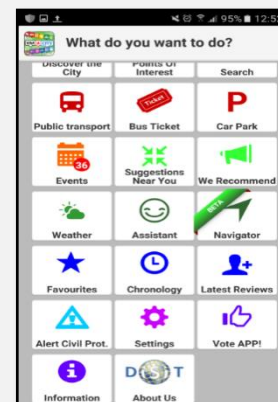 95% 12:52
What do you want to do?
Discover the City
Points Of Interest
Search
Ticket
P
Public transport
Bus Ticket
Car Park
36
Events
Suggestions
Near You
We Recommend
BETA
Weather
Assistant
Navigator
Favourites
Chronology
Latest Reviews
Alert Civil Prot.
Settings
Vote APP!
i
Information
About Us